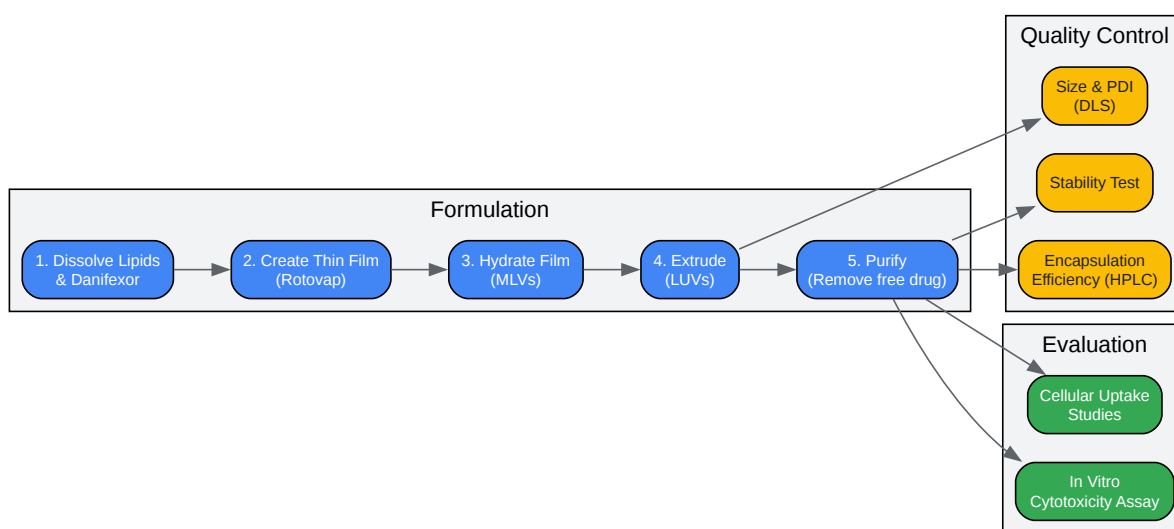 Quality Control
Size & PDI
(DLS)
Stability Test
Encapsulation
Efficiency (HPLC)
Formulation
1. Dissolve Lipids
& Danifexor
2. Create Thin Film
(Rotovap)
3. Hydrate Film
(MLVs)
4. Extrude
(LUVs)
5. Purify
(Remove free drug)
Evaluation
Cellular Uptake
Studies
In Vitro
Cytotoxicity Assay